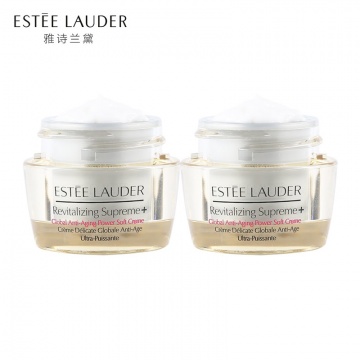 ESTĒE LAUDER
雅诗兰黛
ESTĒE LAUDER
Revitalizing Supreme+
Global Anti-Aging Power Soft Creme
Crème Délicate Globale Anti-Age
Ultra-Puissante
ESTĒE LAUDER
Revitalizing Supreme+
Global Anti-Aging Power Soft Creme
Crème Délicate Globale Anti-Age
Ultra-Puissante